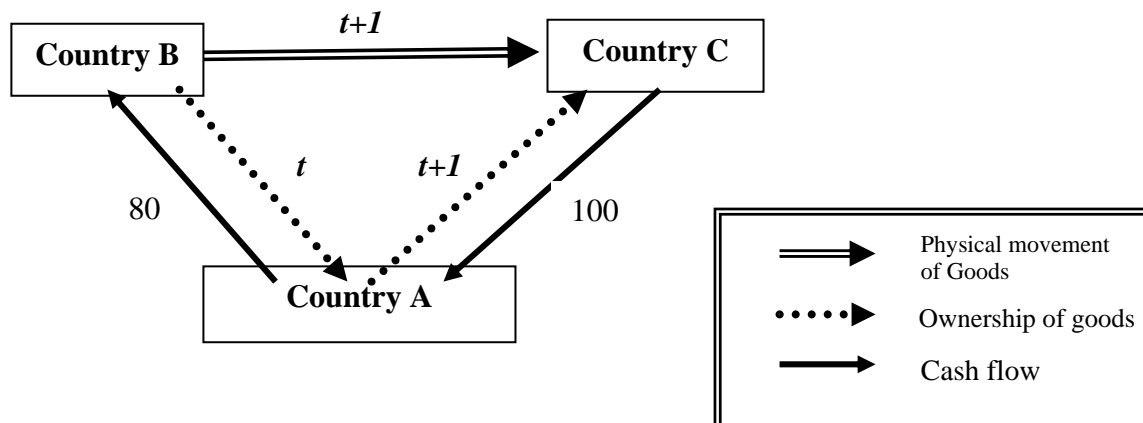 t+1
Country B
Country C
t
t+1
80
100
Country A
Physical movement
of Goods
Ownership of goods
Cash flow